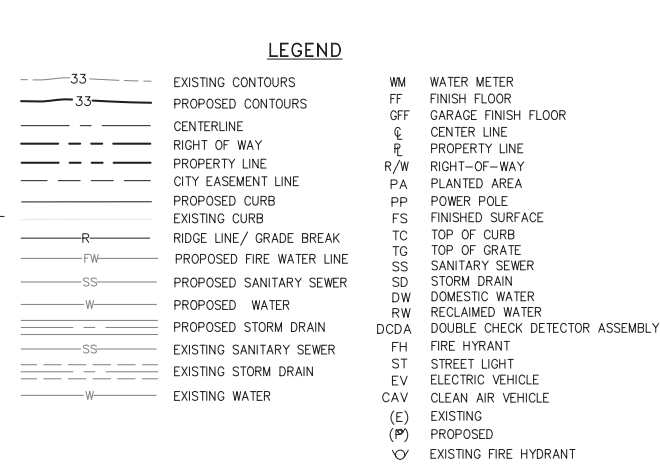 LEGEND
33 EXISTING CONTOURS
33 PROPOSED CONTOURS
CENTERLINE
RIGHT OF WAY
PROPERTY LINE
CITY EASEMENT LINE
PROPOSED CURB
EXISTING CURB
R RIDGE LINE/ GRADE BREAK
FW PROPOSED FIRE WATER LINE
SS PROPOSED SANITARY SEWER
W PROPOSED WATER
PROPOSED STORM DRAIN
SS EXISTING SANITARY SEWER
EXISTING STORM DRAIN
W EXISTING WATER
WM WATER METER
FF FINISH FLOOR
GFF GARAGE FINISH FLOOR
℄ CENTER LINE
PL PROPERTY LINE
R/W RIGHT-OF-WAY
PA PLANTED AREA
PP POWER POLE
FS FINISHED SURFACE
TC TOP OF CURB
TG TOP OF GRATE
SS SANITARY SEWER
SD STORM DRAIN
DW DOMESTIC WATER
RW RECLAIMED WATER
DCDA DOUBLE CHECK DETECTOR ASSEMBLY
FH FIRE HYRANT
ST STREET LIGHT
EV ELECTRIC VEHICLE
CAV CLEAN AIR VEHICLE
(E) EXISTING
(P) PROPOSED
EXISTING FIRE HYDRANT